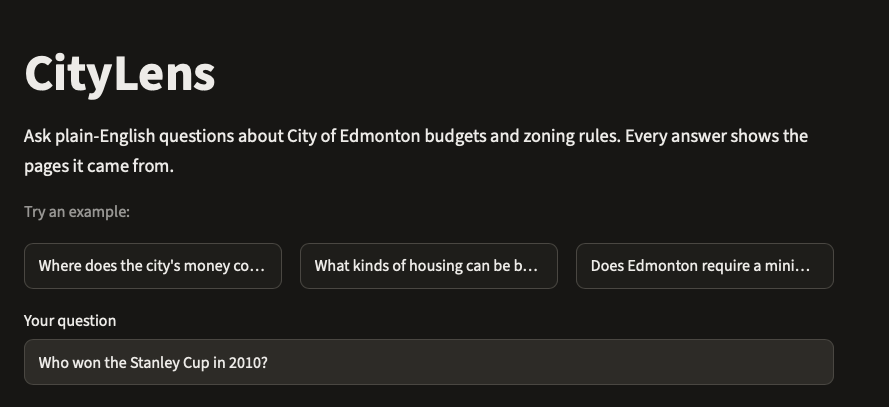 CityLens
Ask plain-English questions about City of Edmonton budgets and zoning rules. Every answer shows the
pages it came from.
Try an example:
Where does the city's money co…
What kinds of housing can be b…
Does Edmonton require a mini…
Your question
Who won the Stanley Cup in 2010?